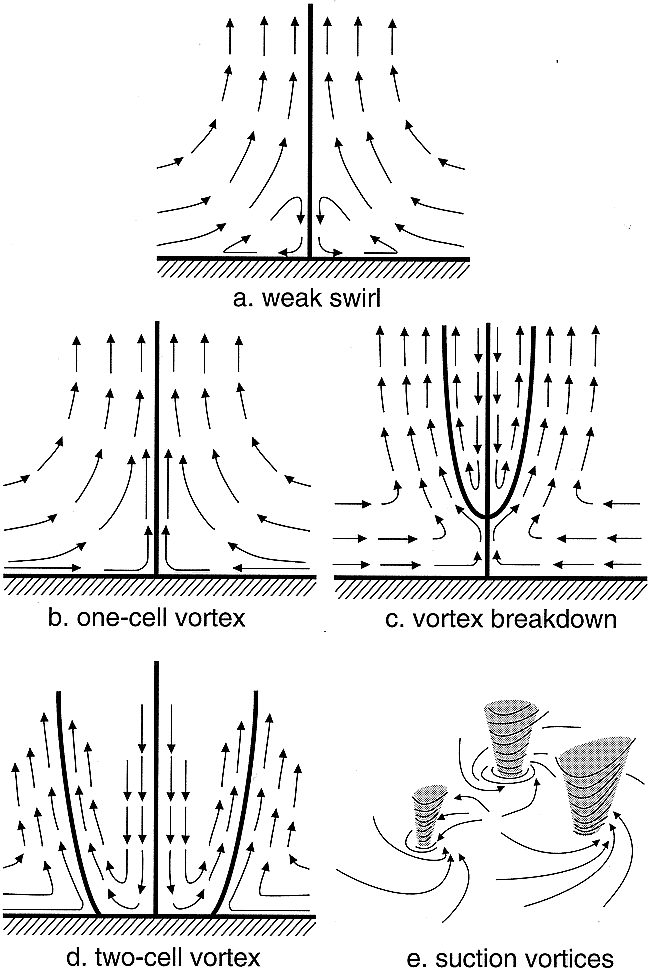 a. weak swirl
b. one-cell vortex
c. vortex breakdown
d. two-cell vortex
e. suction vortices